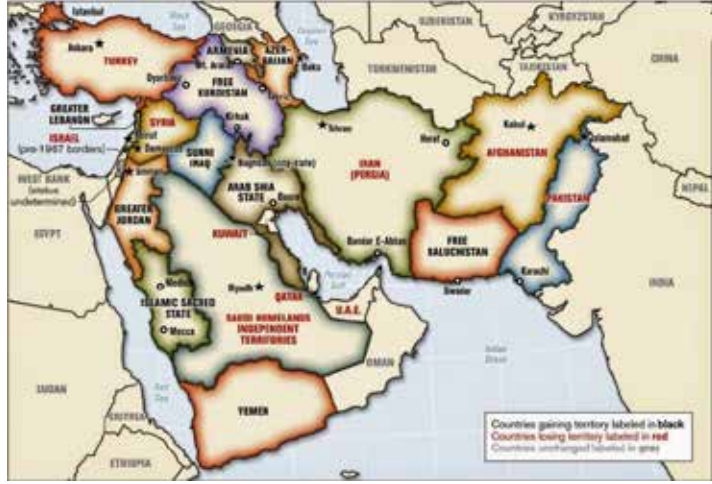 Istanbul
Black
Sea
GEORGIA
Caspian
Sea
UZBEKISTAN
KYRGYZSTAN
Ankara
TURKEY
ARMENIA
AZER-
BAIJAN
Baku
TURKMENISTAN
TAJIKISTAN
CHINA
FREE
KURDISTAN
GREATER
LEBANON
SYRIA
Kirkuk
Tehran
Herat
Kabul
Islamabad
ISRAEL
(pre-1967 borders)
Beirut
Damascus
SUNNI
IRAQ
Baghdad (city-state)
IRAN
(PERSIA)
AFGHANISTAN
WEST BANK
(status
undetermined)
Amman
ARAB SHIA
STATE
Basra
PAKISTAN
NEPAL
EGYPT
GREATER
JORDAN
KUWAIT
Bandar E-Abbas
FREE
BALUCHISTAN
Persian
Gulf
Karachi
Gwadar
INDIA
Riyadh
QATAR
ISLAMIC SACRED
STATE
Mecca
SAUDI HOMELANDS
INDEPENDENT
TERRITORIES
U.A.E.
OMAN
Indian
Ocean
SUDAN
Red
Sea
YEMEN
ERITREA
ETHIOPIA
Countries gaining territory labeled in black
Countries losing territory labeled in red
Countries unchanged labeled in grey